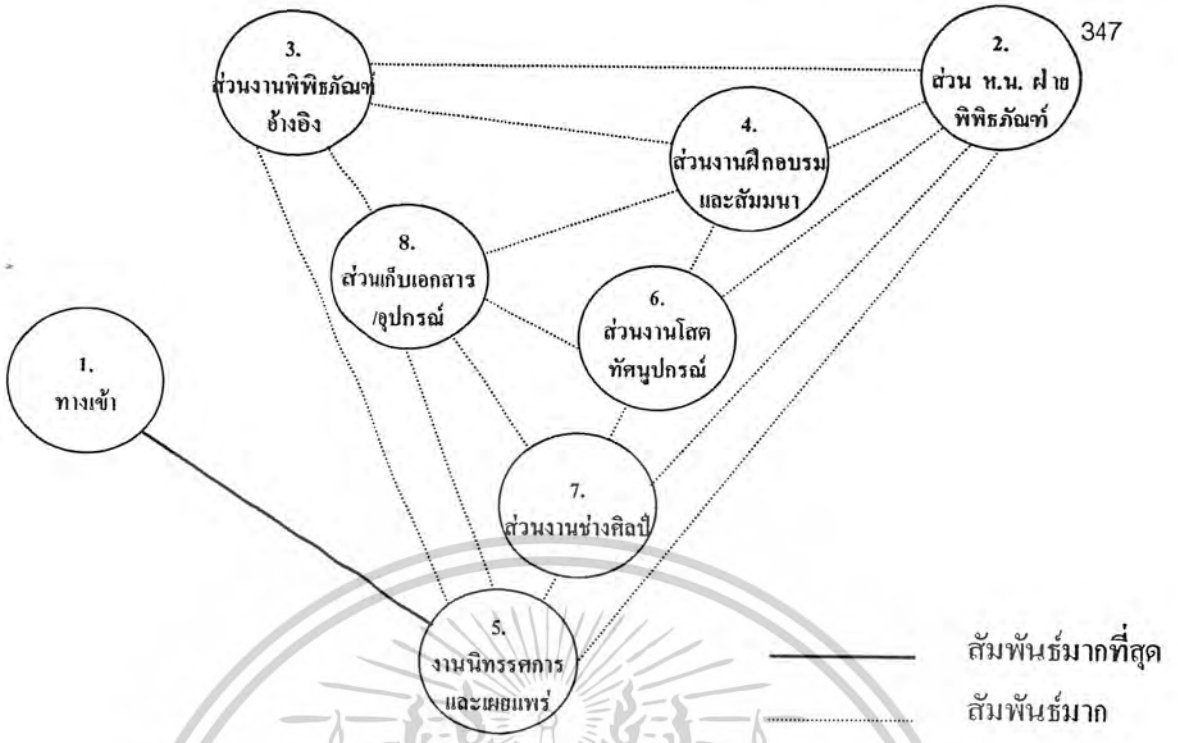 347
3.
ส่วนงานพิพิธภัณฑ์
อ้างอิง
2.
ส่วน ห.น. ฝ่าย
พิพิธภัณฑ์
4.
ส่วนงานฝึกอบรม
และสัมมนา
8.
ส่วนเก็บเอกสาร
/อุปกรณ์
6.
ส่วนงานโสต
ทัศนูปกรณ์
1.
ทางเข้า
7.
ส่วนงานช่างศิลป์
5.
งานนิทรรศการ
และเผยแพร่
สัมพันธ์มากที่สุด
สัมพันธ์มาก